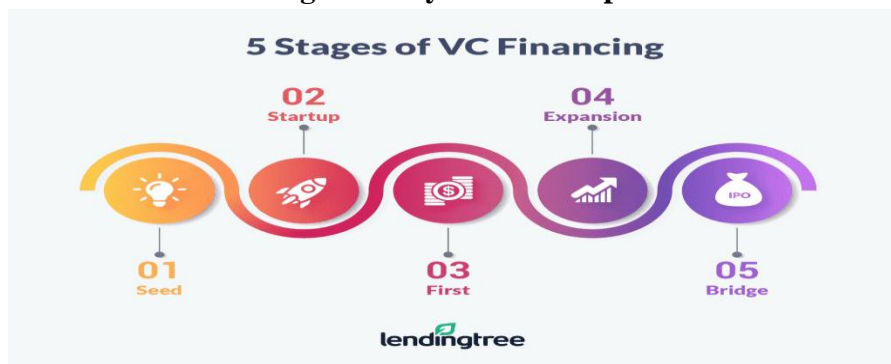 5 Stages of VC Financing
02
Startup
04
Expansion
IPO
01
Seed
03
First
05
Bridge
lendingtree